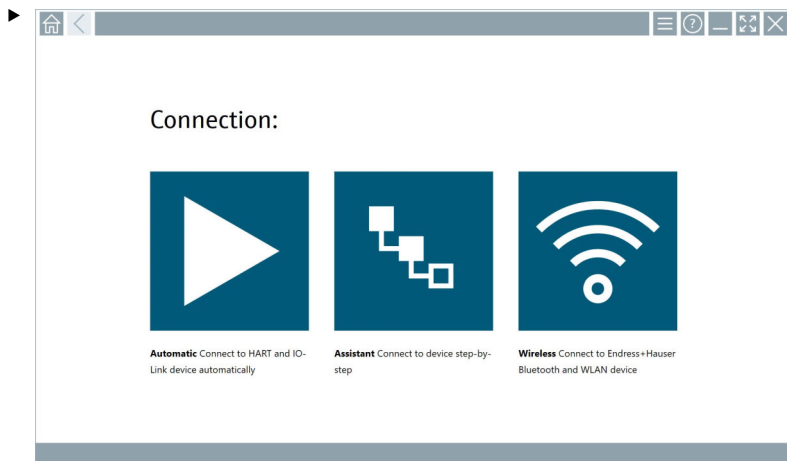 Connection:
Automatic Connect to HART and IO-
Link device automatically
Assistant Connect to device step-by-
step
Wireless Connect to Endress+Hauser
Bluetooth and WLAN device